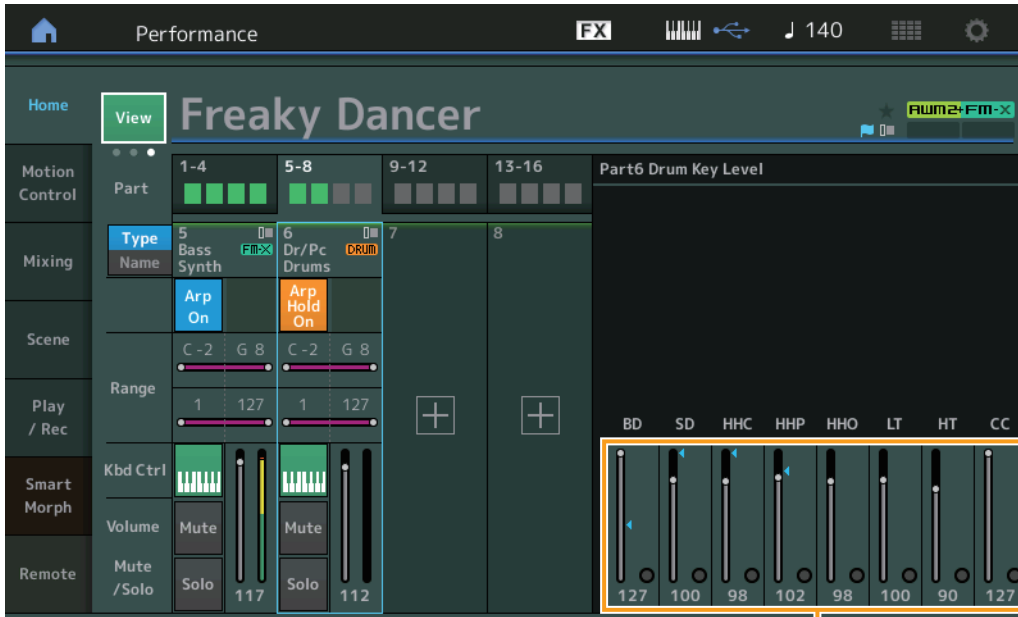 Performance
FX
♩ 140
Home
View
Freaky Dancer
AWM2+FM-X
Motion
Control
Part
1-4
5-8
9-12
13-16
Part6 Drum Key Level
Mixing
Type
Name
5
Bass
Synth
FM-X
6
Dr/Pc
Drums
DRUM
7
8
Arp
On
Arp
Hold
On
Scene
Range
C -2 G 8 C -2 G 8
1 127 1 127
Play
/ Rec
BD SD HHC HHP HHO LT HT CC
Kbd Ctrl
Smart
Morph
Volume
Mute
Mute
Remote
Mute
/Solo
Solo
117
Solo
112
127 100 98 102 98 100 90 127